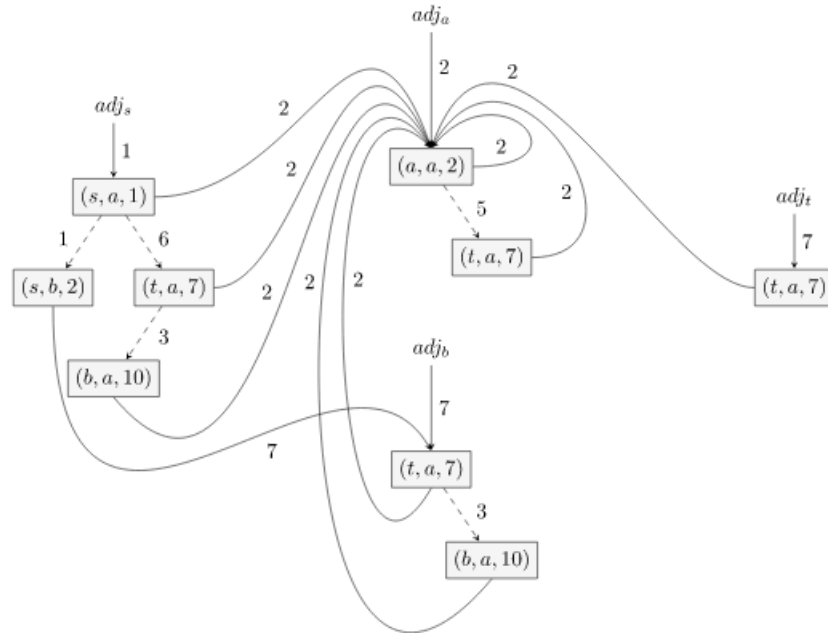 adj_a
2
2
2
adj_s
1
2
2
(a, a, 2)
(s, a, 1)
2
5
2
adj_t
7
1
6
(t, a, 7)
(s, b, 2)
(t, a, 7)
2
2
2
(t, a, 7)
3
adj_b
(b, a, 10)
7
7
(t, a, 7)
3
(b, a, 10)